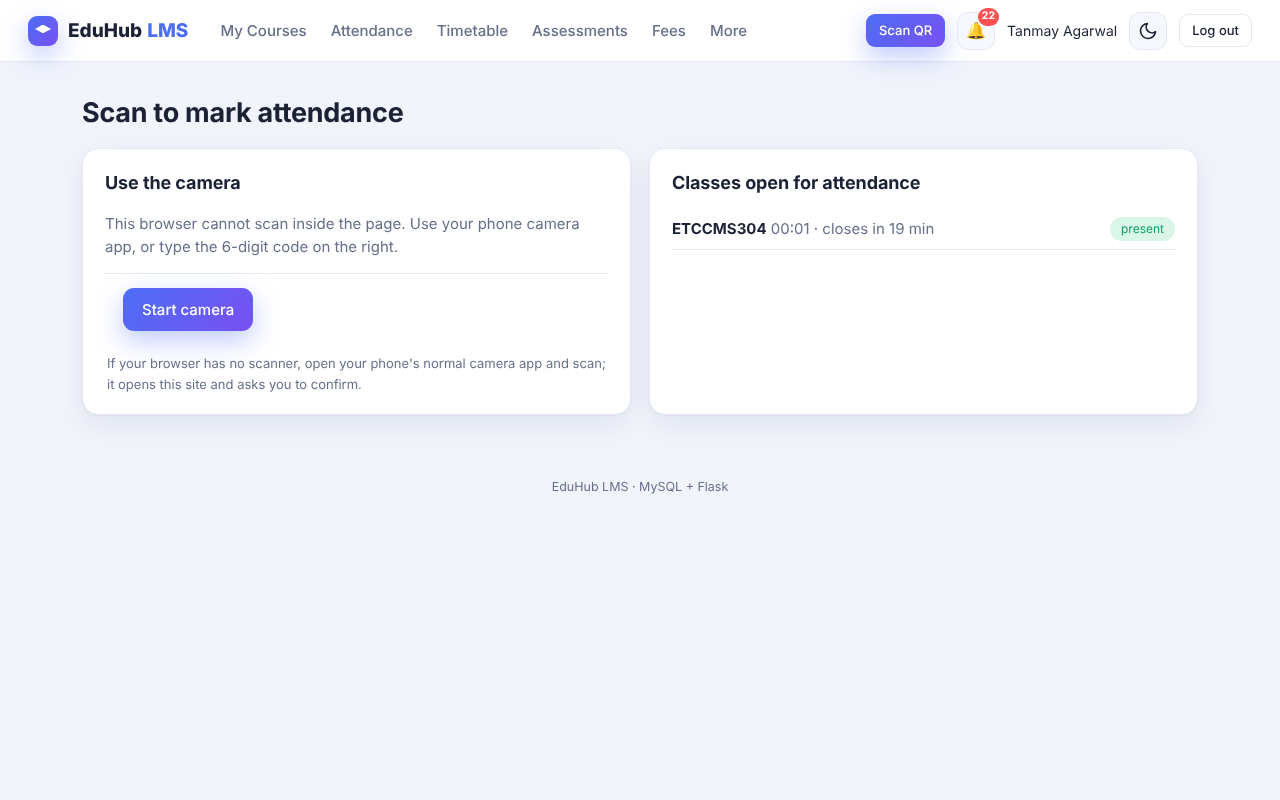 EduHub LMS
My Courses
Attendance
Timetable
Assessments
Fees
More
Scan QR
22
Tanmay Agarwal
Log out
Scan to mark attendance
Use the camera
This browser cannot scan inside the page. Use your phone camera
app, or type the 6-digit code on the right.
Start camera
If your browser has no scanner, open your phone's normal camera app and scan;
it opens this site and asks you to confirm.
Classes open for attendance
ETCCMS304 00:01 · closes in 19 min
present
EduHub LMS · MySQL + Flask